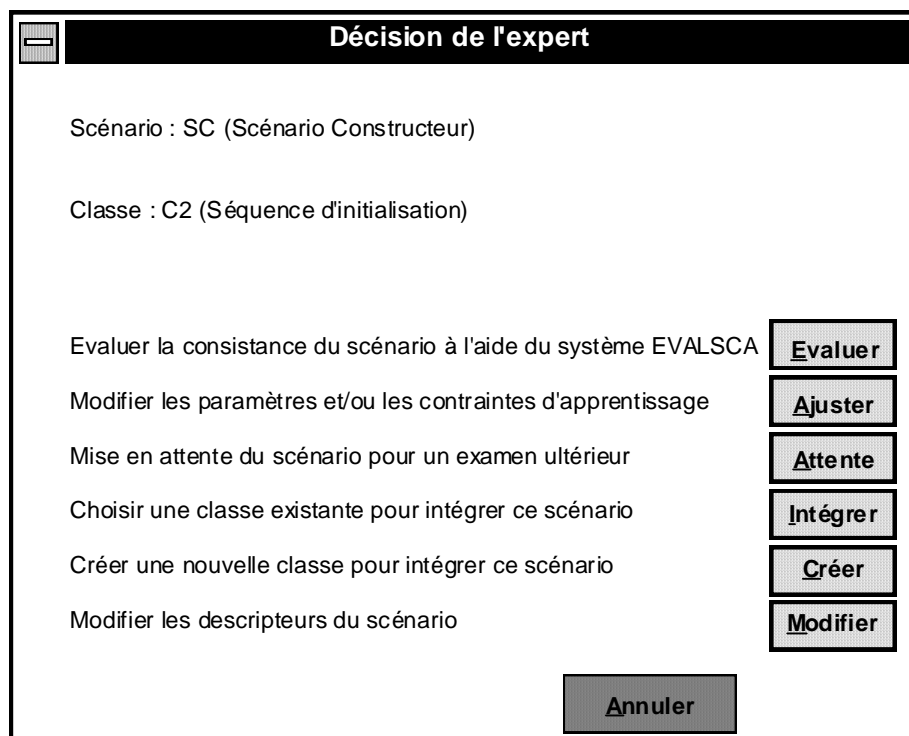 Décision de l'expert
Scénario : SC (Scénario Constructeur)
Classe : C2 (Séquence d'initialisation)
Evaluer la consistance du scénario à l'aide du système EVALSCA Evaluer
Modifier les paramètres et/ou les contraintes d'apprentissage Ajuster
Mise en attente du scénario pour un examen ultérieur Attente
Choisir une classe existante pour intégrer ce scénario Intégrer
Créer une nouvelle classe pour intégrer ce scénario Créer
Modifier les descripteurs du scénario Modifier
Annuler